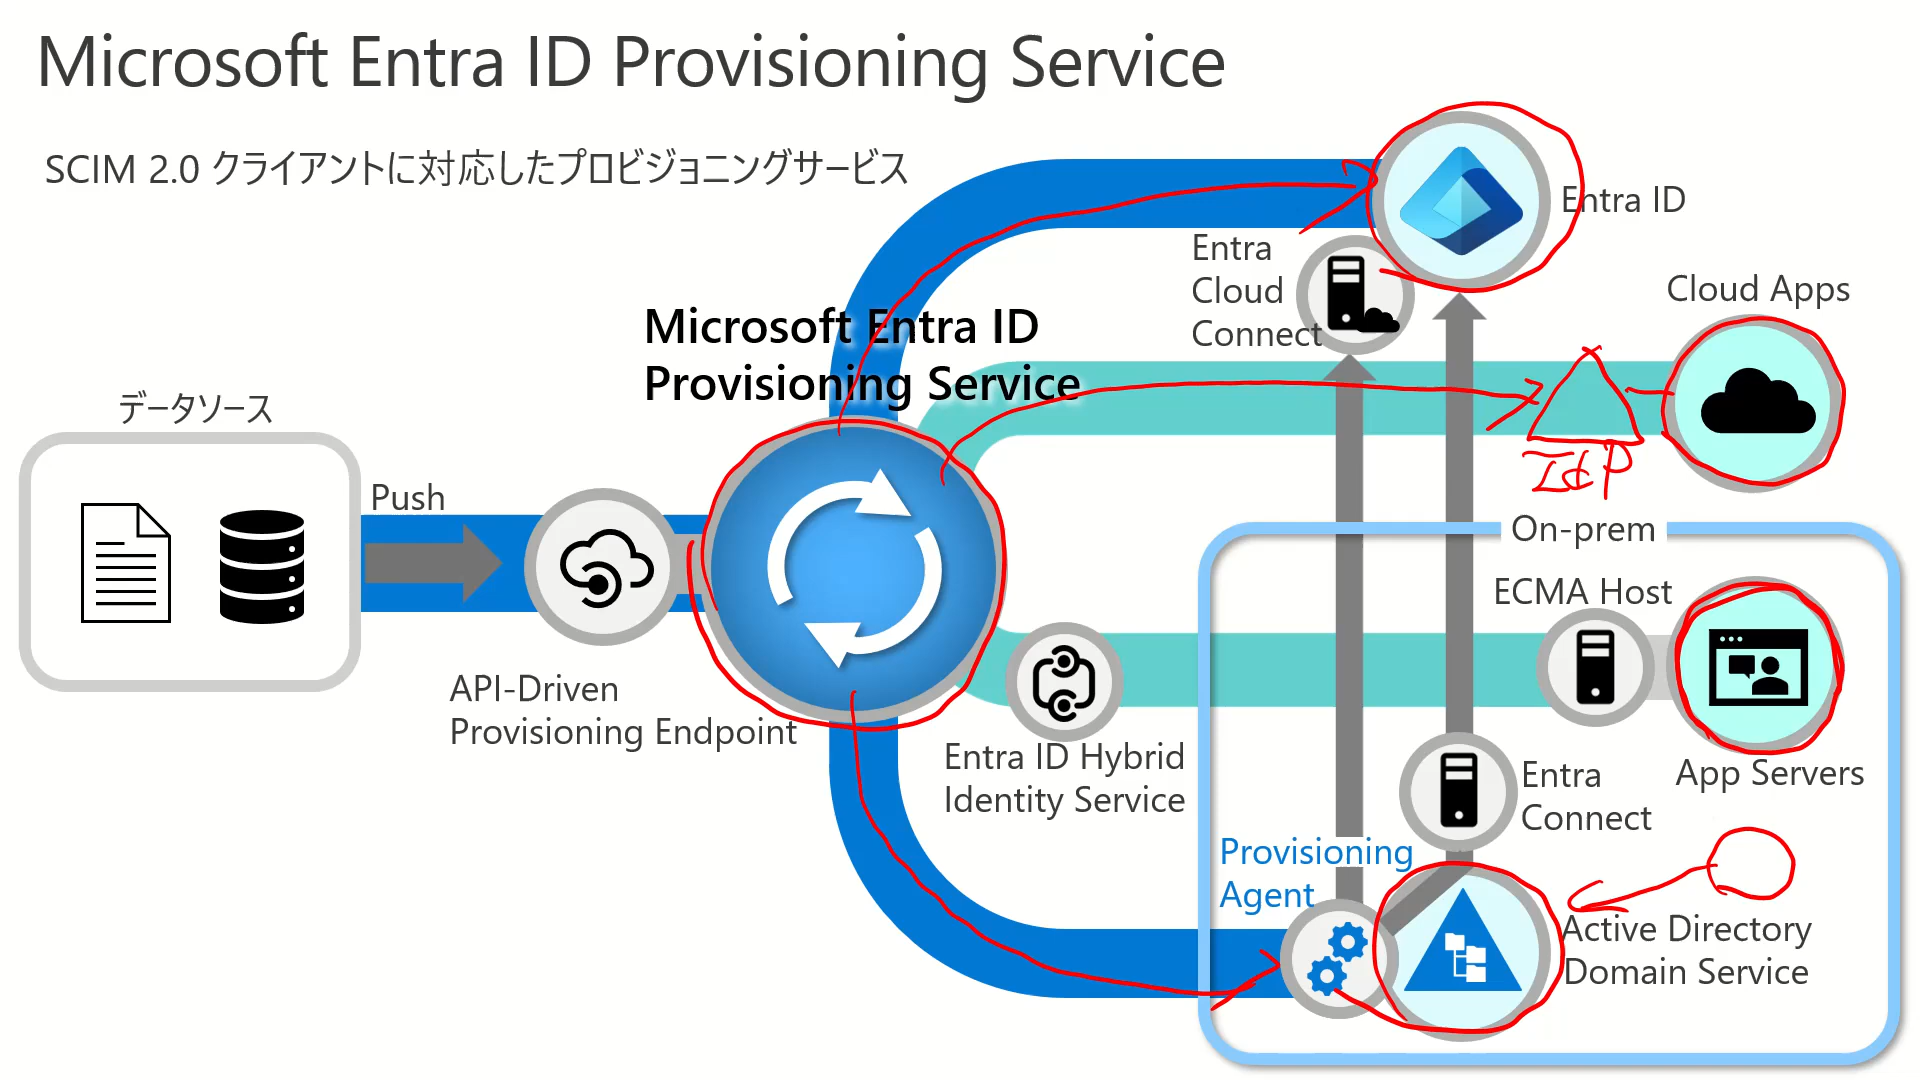 Microsoft Entra ID Provisioning Service
SCIM 2.0 クライアントに対応したプロビジョニングサービス
Entra ID
Entra
Cloud
Connect
Cloud Apps
Microsoft Entra ID
Provisioning Service
データソース
IdP
Push
On-prem
ECMA Host
API-Driven
Provisioning Endpoint
Entra ID Hybrid
Identity Service
Entra
Connect
App Servers
Provisioning
Agent
Active Directory
Domain Service